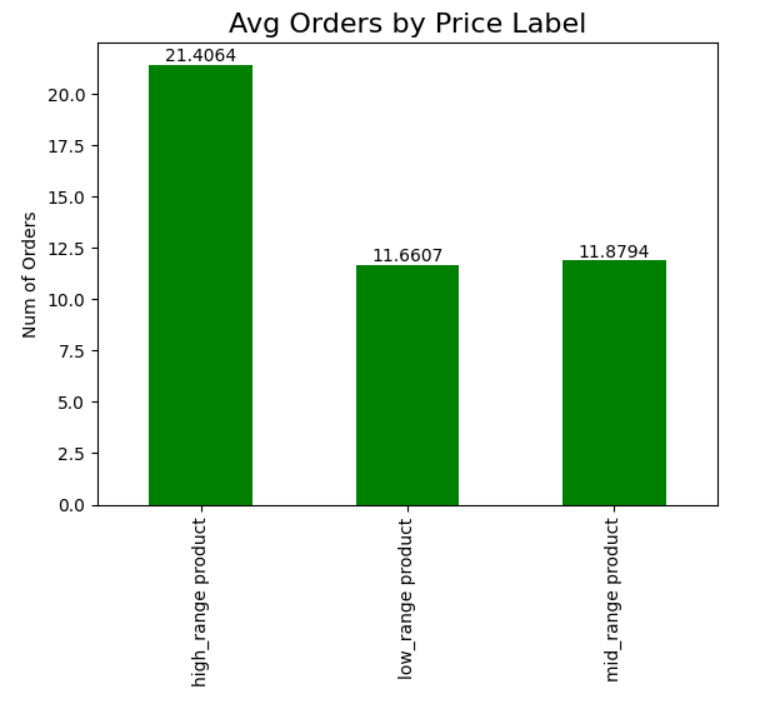 Avg Orders by Price Label
21.4064
11.6607
11.8794
20.0
17.5
15.0
12.5
10.0
7.5
5.0
2.5
0.0
Num of Orders
high_range product
low_range product
mid_range product